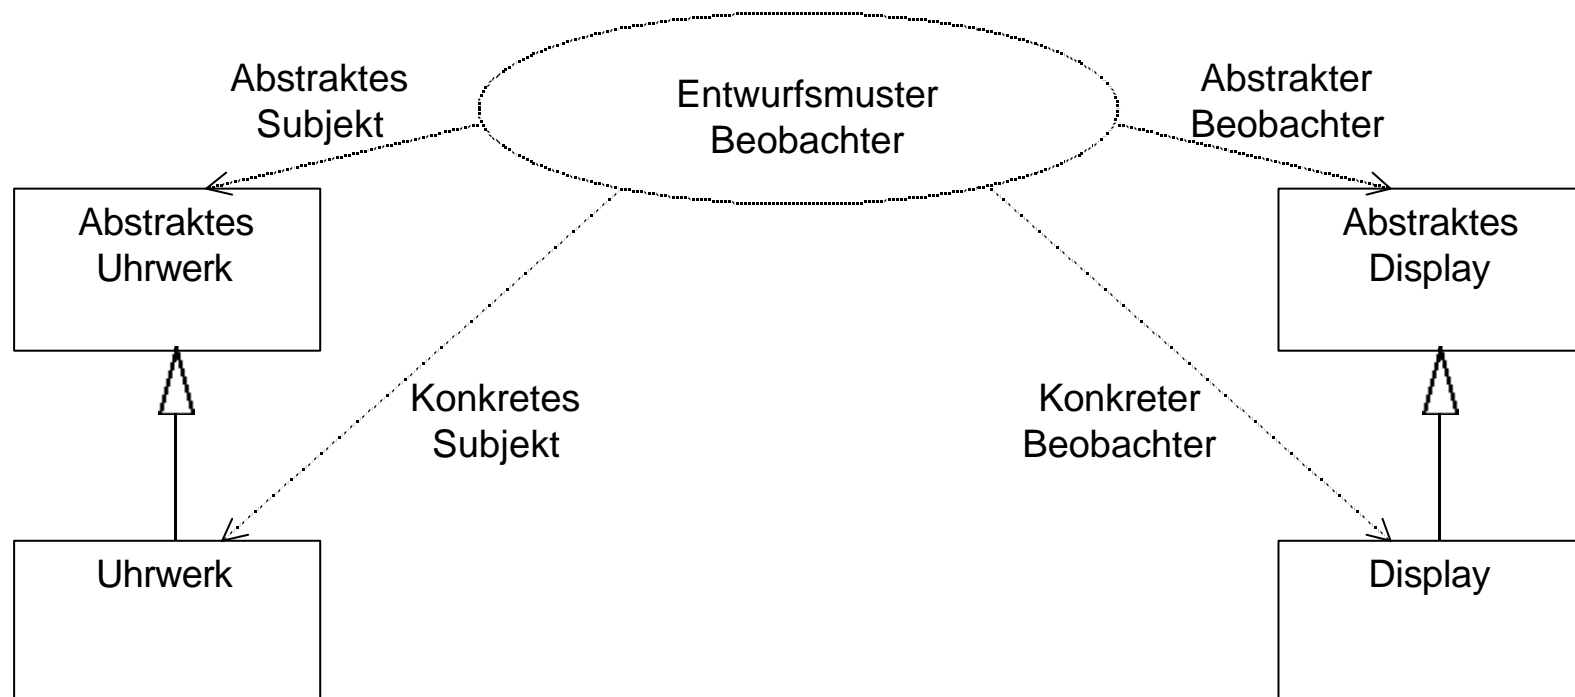 Abstraktes
Subjekt
Entwurfsmuster
Beobachter
Abstrakter
Beobachter
Abstraktes
Uhrwerk
Abstraktes
Display
Konkretes
Subjekt
Konkreter
Beobachter
Uhrwerk
Display